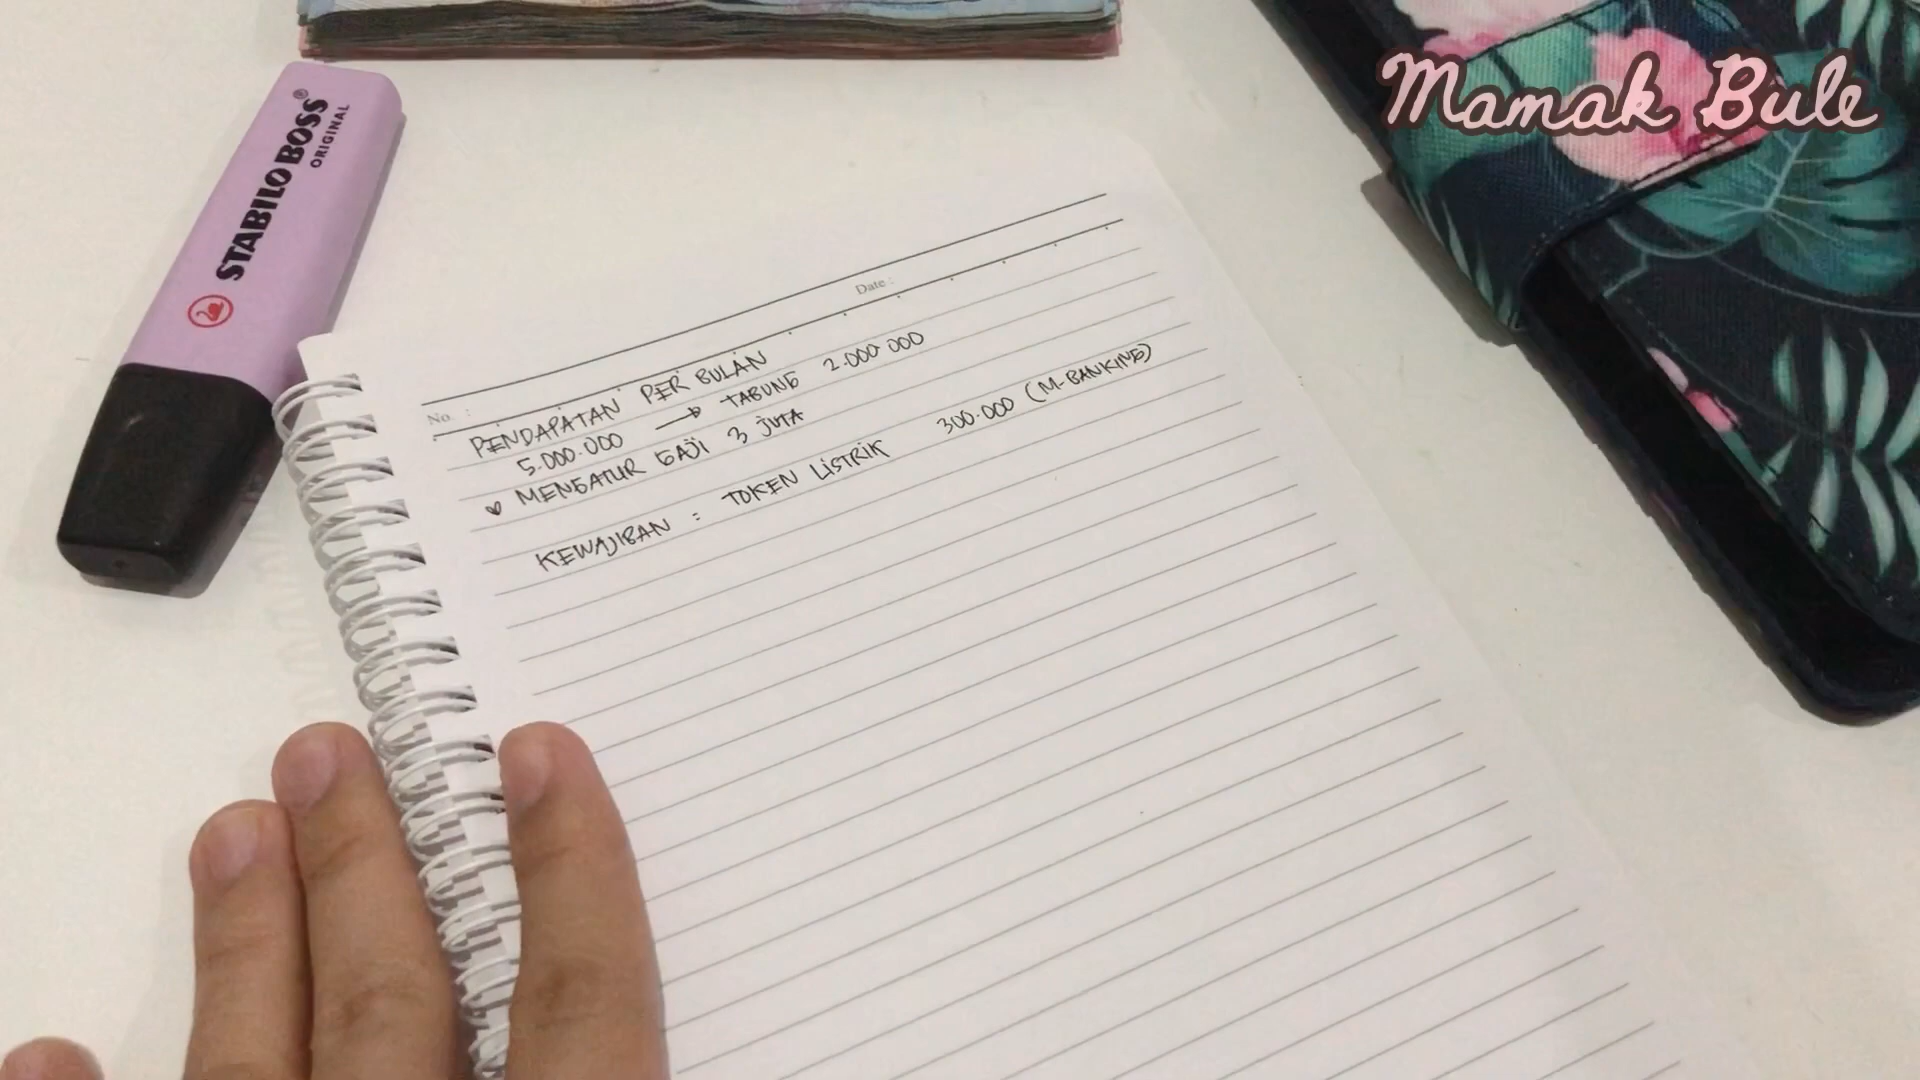 Mamak Bule
STABILO BOSS®
ORIGINAL
No. :
Date :
PENDAPATAN PER BULAN
5.000.000 → TABUNG 2.000.000
♡ MENGATUR GAJI 3 JUTA
KEWAJIBAN : TOKEN LISTRIK 300.000 (M-BANKING)